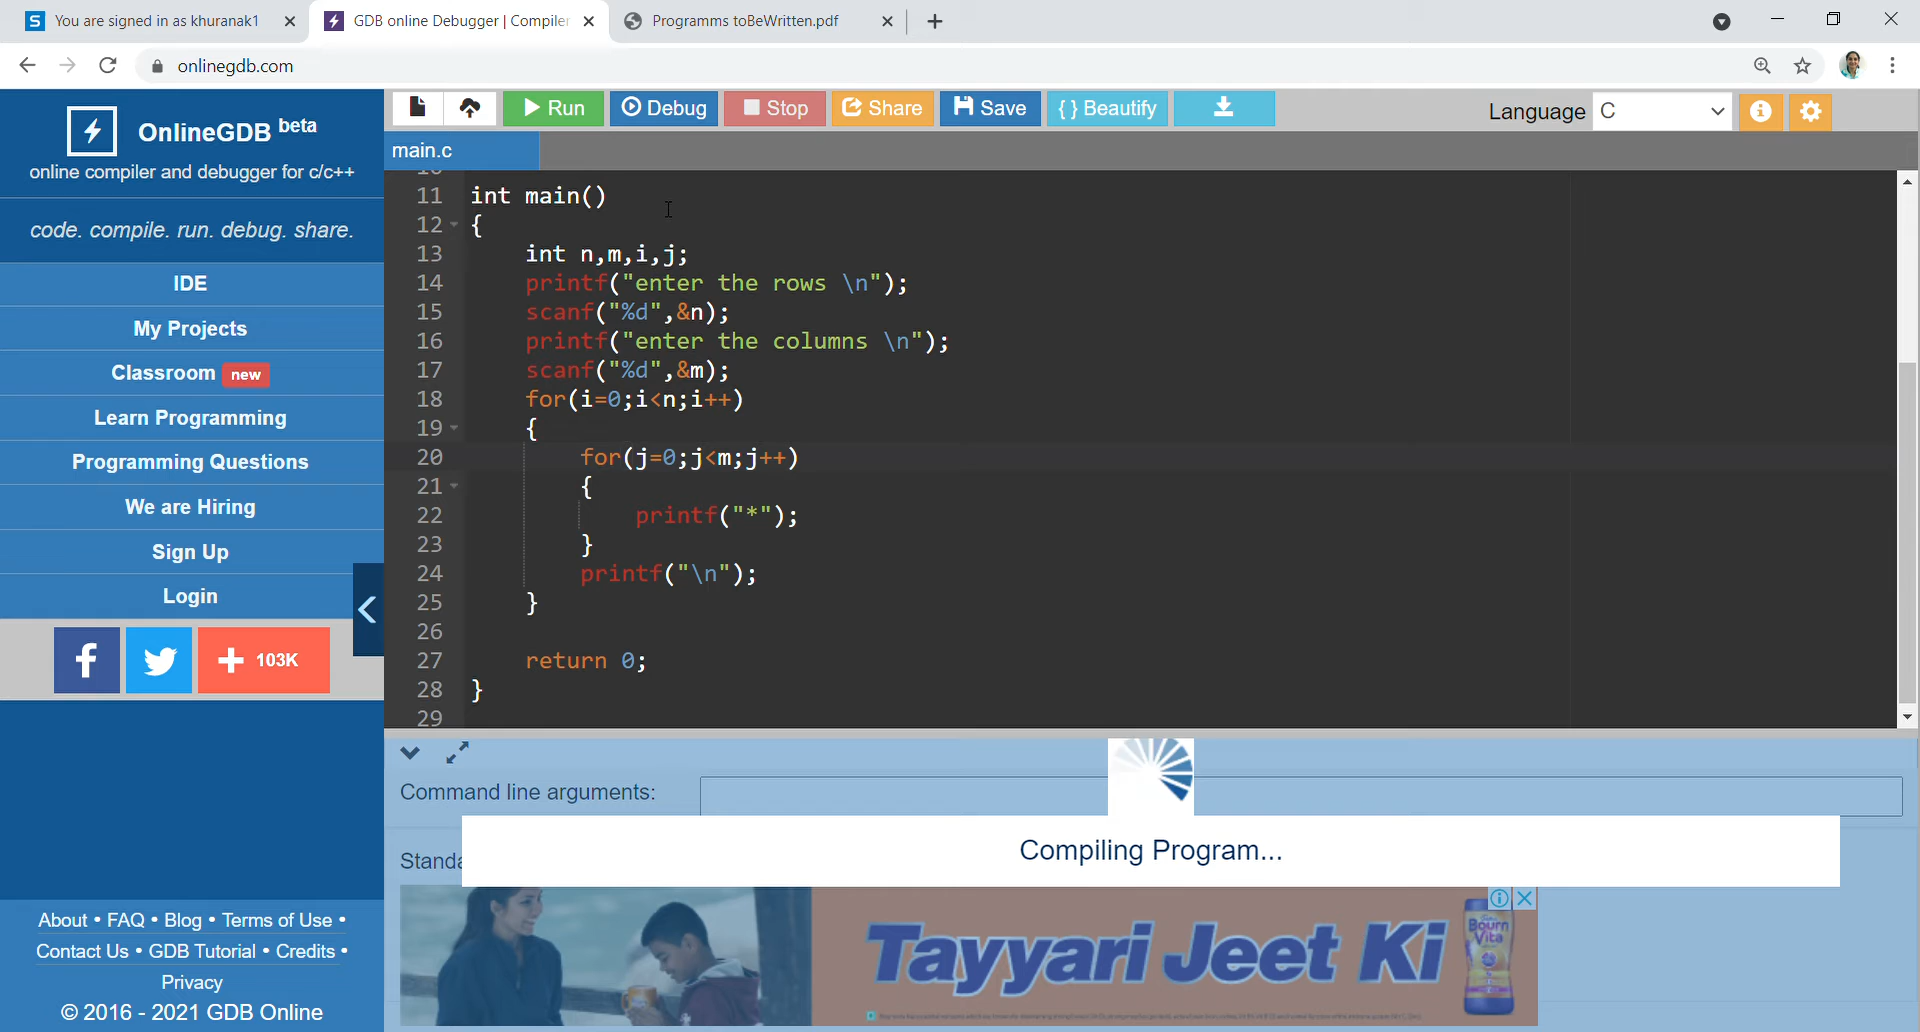 You are signed in as khuranak1
GDB online Debugger | Compiler
Programms toBeWritten.pdf
onlinegdb.com
OnlineGDB beta
online compiler and debugger for c/c++
code. compile. run. debug. share.
IDE
My Projects
Classroom new
Learn Programming
Programming Questions
We are Hiring
Sign Up
Login
103K
About • FAQ • Blog • Terms of Use •
Contact Us • GDB Tutorial • Credits •
Privacy
© 2016 - 2021 GDB Online
Run
Debug
Stop
Share
Save
{ } Beautify
Language C
main.c
10
11 int main()
12 {
13 int n,m,i,j;
14 printf("enter the rows \n");
15 scanf("%d",&n);
16 printf("enter the columns \n");
17 scanf("%d",&m);
18 for(i=0;i<n;i++)
19 {
20 for(j=0;j<m;j++)
21 {
22 printf("*");
23 }
24 printf("\n");
25 }
26
27 return 0;
28 }
29
Command line arguments:
Standa
Compiling Program...
Tayyari Jeet Ki
Bourn
Vita